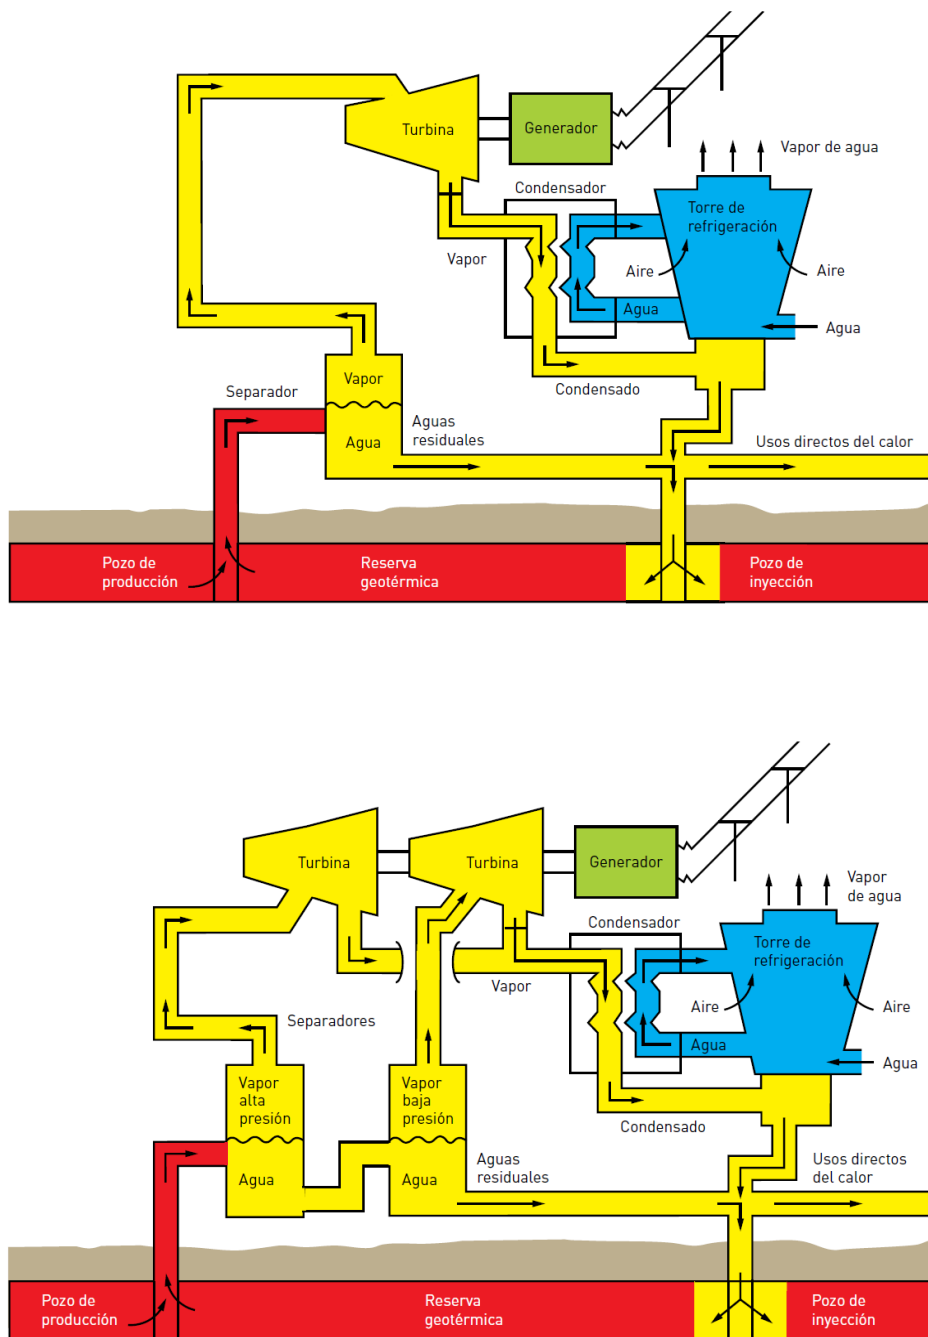 Turbina
Generador
Vapor de agua
Condensador
Torre de
refrigeración
Vapor
Aire
Aire
Agua
Agua
Vapor
Condensado
Separador
Agua
Aguas
residuales
Usos directos del calor
Pozo de
producción
Reserva
geotérmica
Pozo de
inyección
Turbina
Turbina
Generador
Vapor
de agua
Condensador
Torre de
refrigeración
Vapor
Aire
Aire
Separadores
Agua
Agua
Vapor
alta
presión
Vapor
baja
presión
Condensado
Agua
Agua
Aguas
residuales
Usos directos
del calor
Pozo de
producción
Reserva
geotérmica
Pozo de
inyección